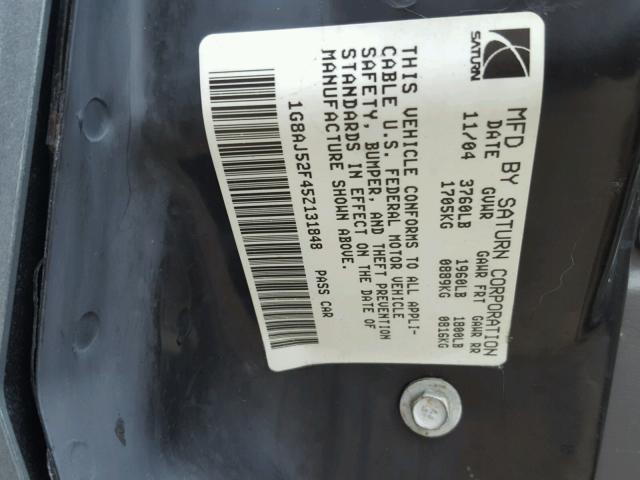 SATURN
MFD BY SATURN CORPORATION
DATE GVWR GAWR FRT GAWR RR
11/04 3760LB 1960LB 1800LB
1705KG 0889KG 0816KG
THIS VEHICLE CONFORMS TO ALL APPLI-
CABLE U.S. FEDERAL MOTOR VEHICLE
SAFETY, BUMPER, AND THEFT PREVENTION
STANDARDS IN EFFECT ON THE DATE OF
MANUFACTURE SHOWN ABOVE.
1G8AJ52F45Z131848 PASS CAR